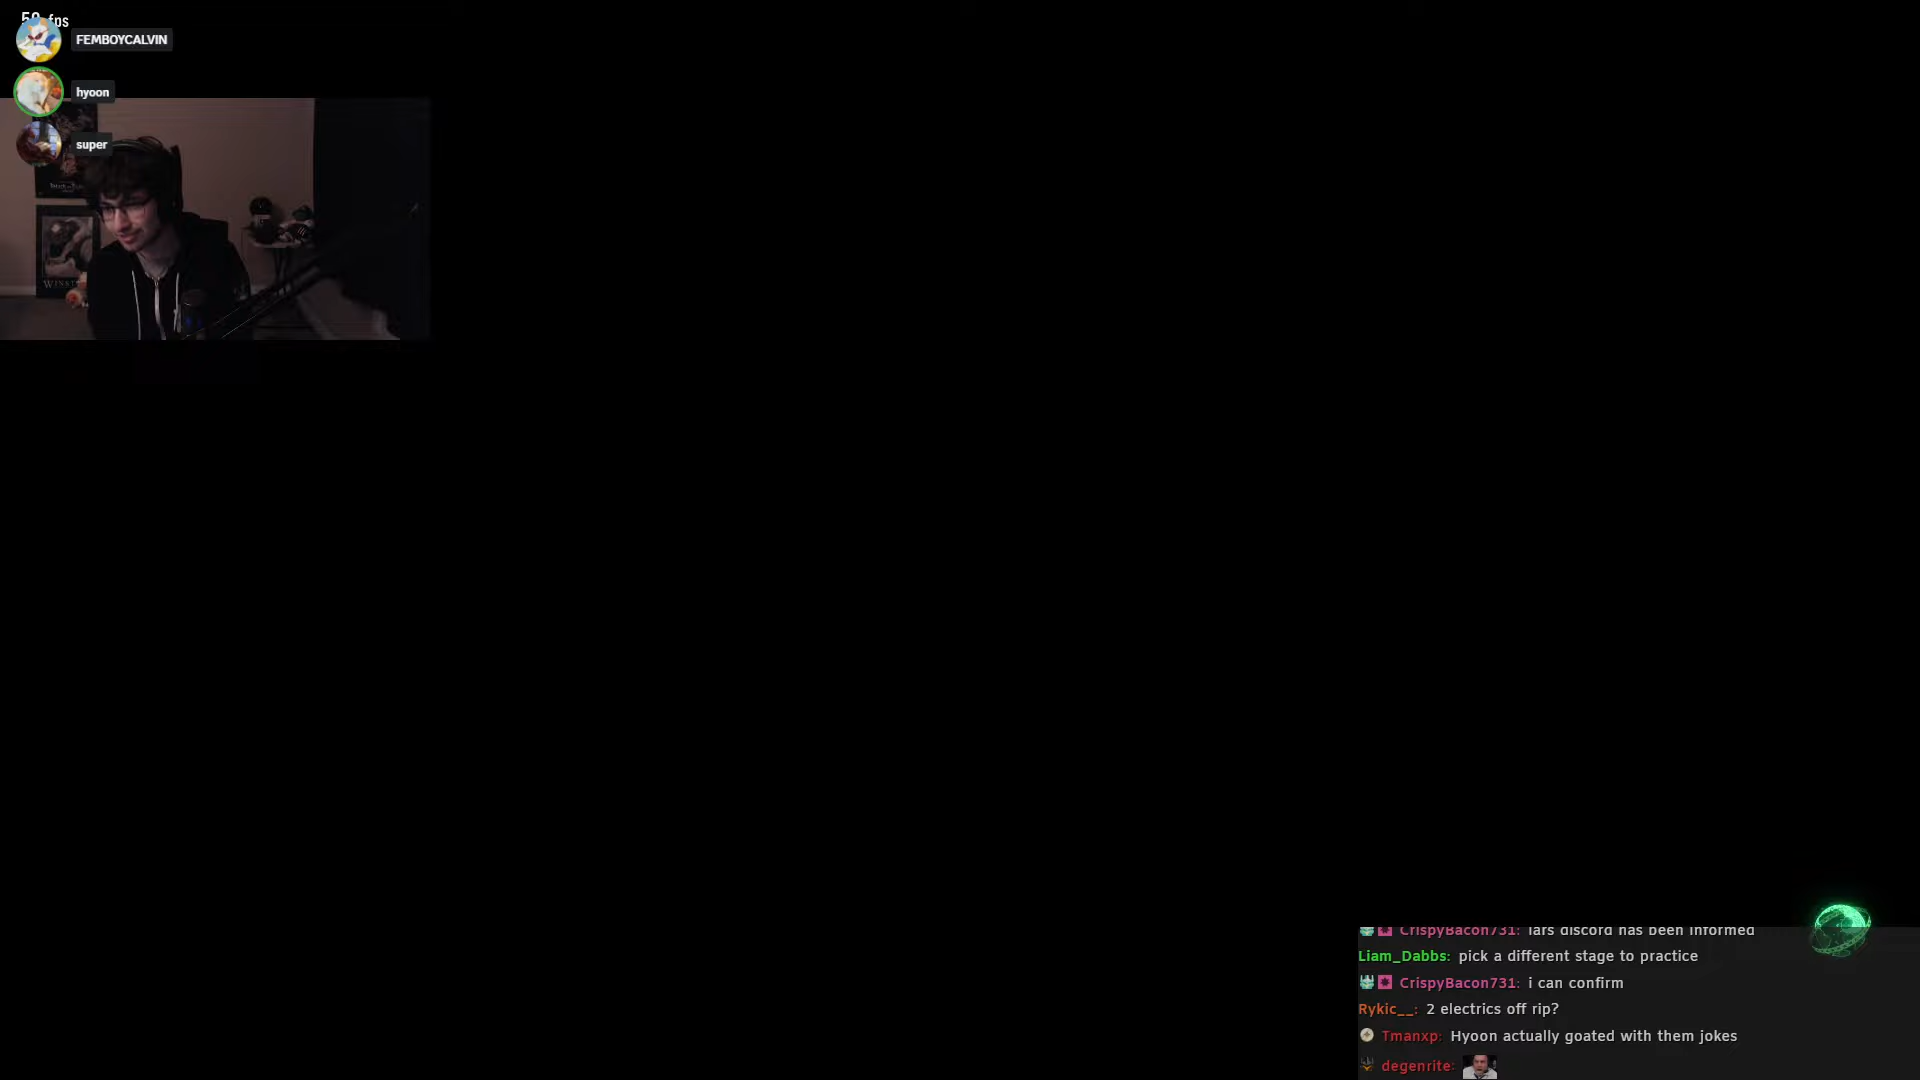 fps
FEMBOYCALVIN
hyoon
super
WINST
CrispyBacon731: lars discord has been informed
Liam_Dabbs: pick a different stage to practice
CrispyBacon731: i can confirm
Rykic__: 2 electrics off rip?
Tmanxp: Hyoon actually goated with them jokes
degenrite: